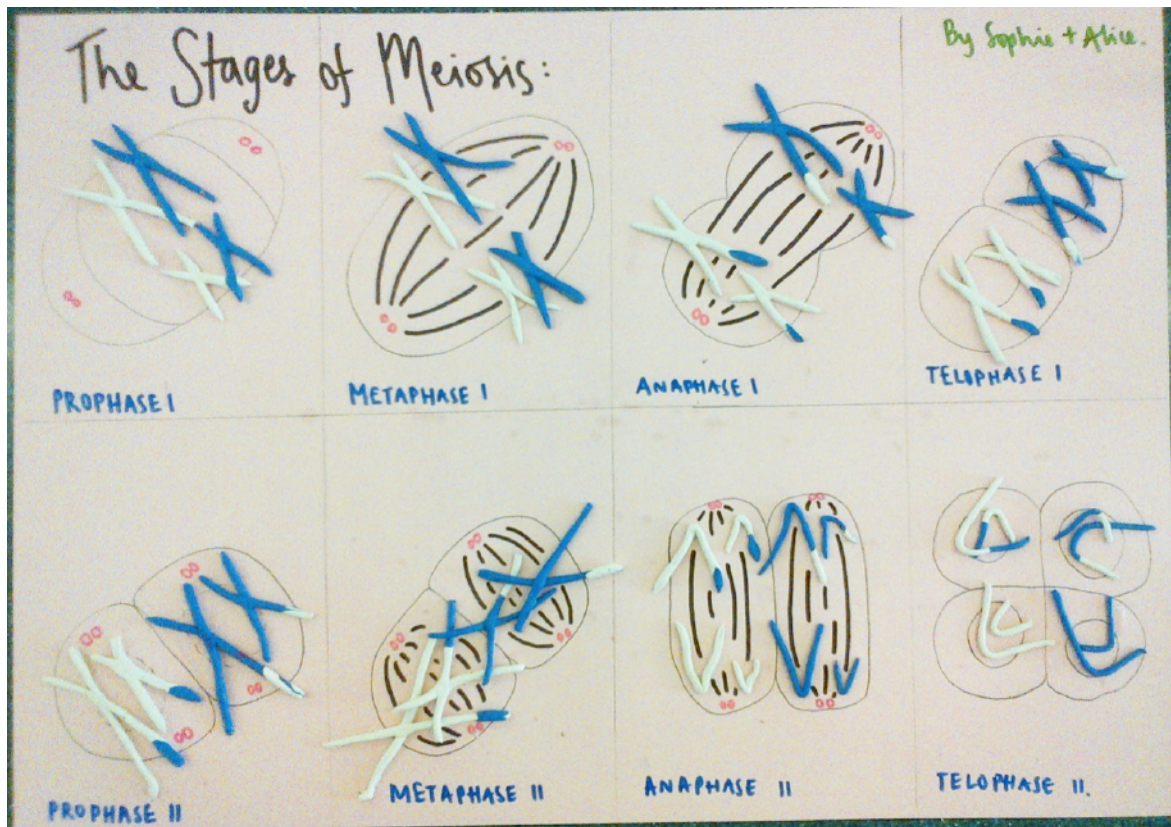 The Stages of Meiosis:
By Sophie + Alice.
PROPHASE I
METAPHASE I
ANAPHASE I
TELOPHASE I
PROPHASE II
METAPHASE II
ANAPHASE II
TELOPHASE II.